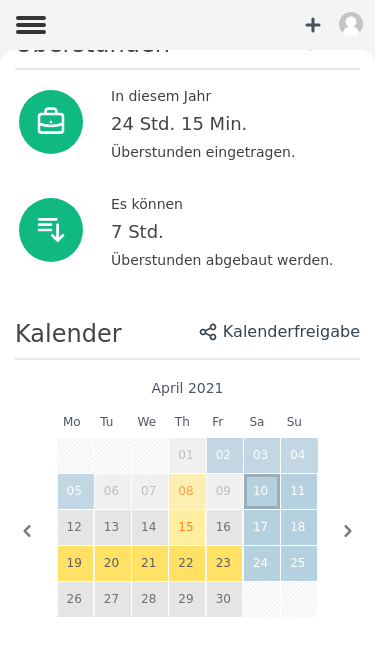 Überstunden
In diesem Jahr
24 Std. 15 Min.
Überstunden eingetragen.
Es können
7 Std.
Überstunden abgebaut werden.
Kalender Kalenderfreigabe
April 2021
Mo Tu We Th Fr Sa Su
01 02 03 04
05 06 07 08 09 10 11
12 13 14 15 16 17 18
19 20 21 22 23 24 25
26 27 28 29 30